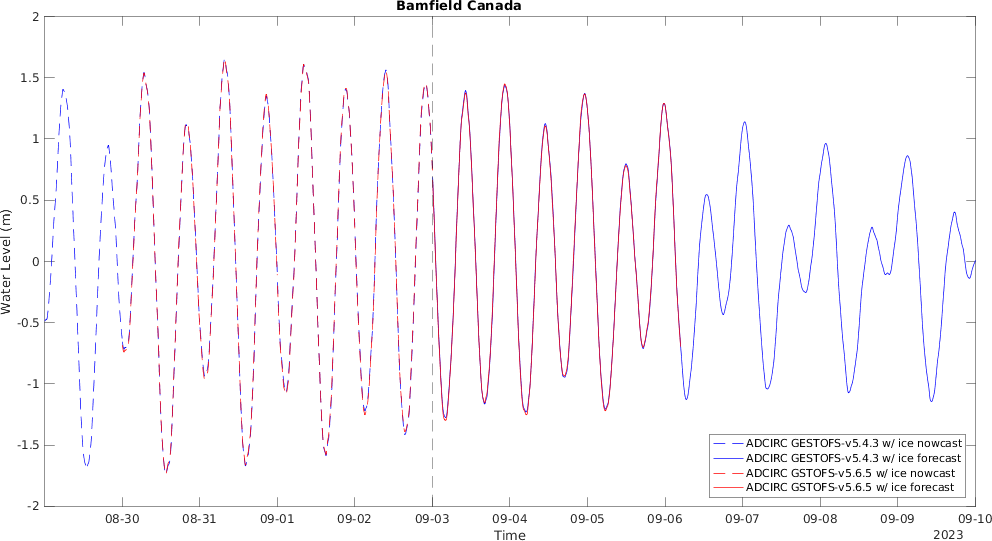 Bamfield Canada
Water Level (m)
2
1.5
1
0.5
0
-0.5
-1
-1.5
-2
08-30 08-31 09-01 09-02 09-03 09-04 09-05 09-06 09-07 09-08 09-09 09-10
Time
2023
ADCIRC GESTOFS-v5.4.3 w/ ice nowcast
ADCIRC GESTOFS-v5.4.3 w/ ice forecast
ADCIRC GSTOFS-v5.6.5 w/ ice nowcast
ADCIRC GSTOFS-v5.6.5 w/ ice forecast